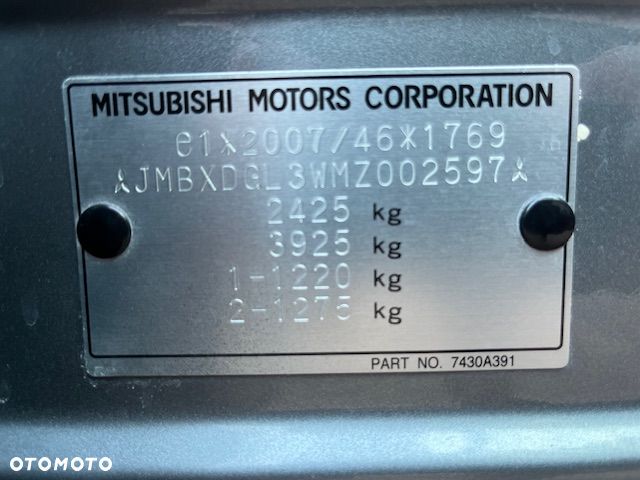 MITSUBISHI MOTORS CORPORATION
e1*2007/46*1769
JMBXDGL3WMZ002597
2425 kg
3925 kg
1-1220 kg
2-1275 kg
PART NO. 7430A391
OTOMOTO